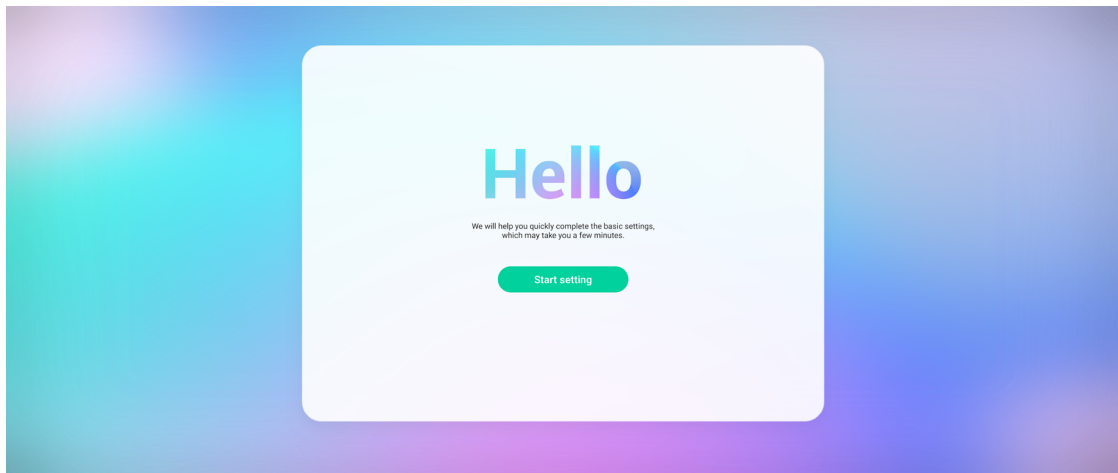 Hello
We will help you quickly complete the basic settings,
which may take you a few minutes.
Start setting